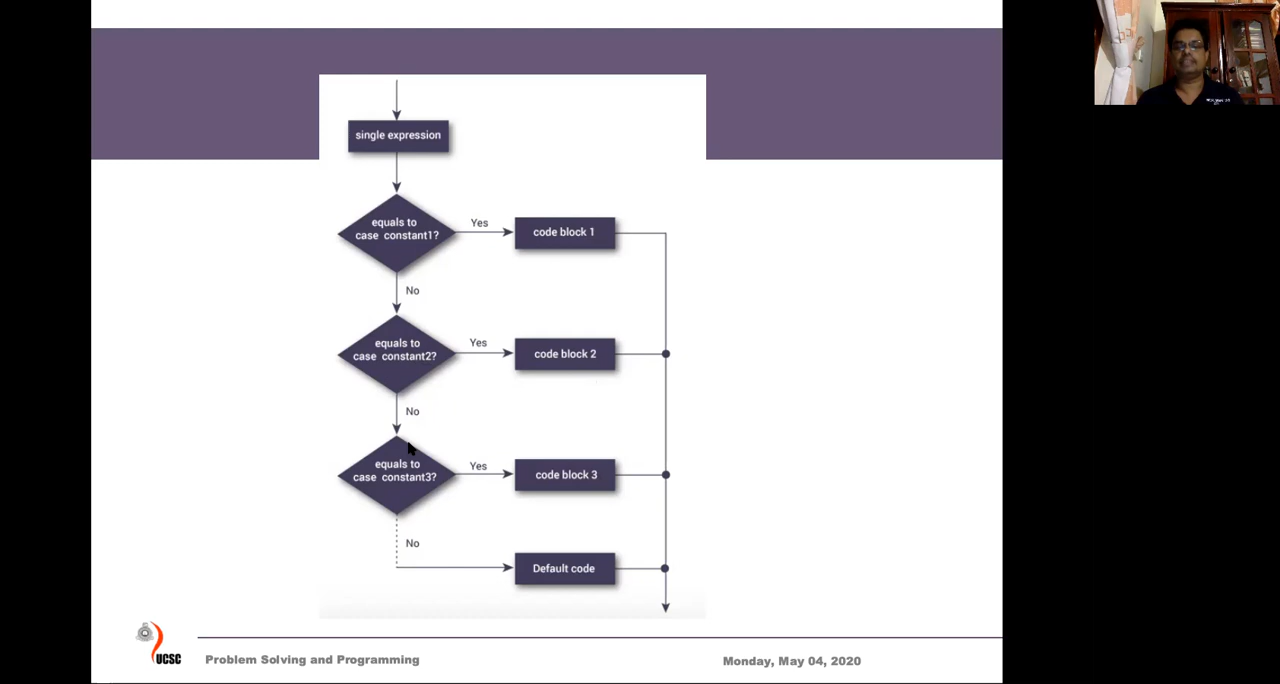 single expression
equals to
case constant1?
Yes
code block 1
No
equals to
case constant2?
Yes
code block 2
No
equals to
case constant3?
Yes
code block 3
No
Default code
UCSC
Problem Solving and Programming
Monday, May 04, 2020